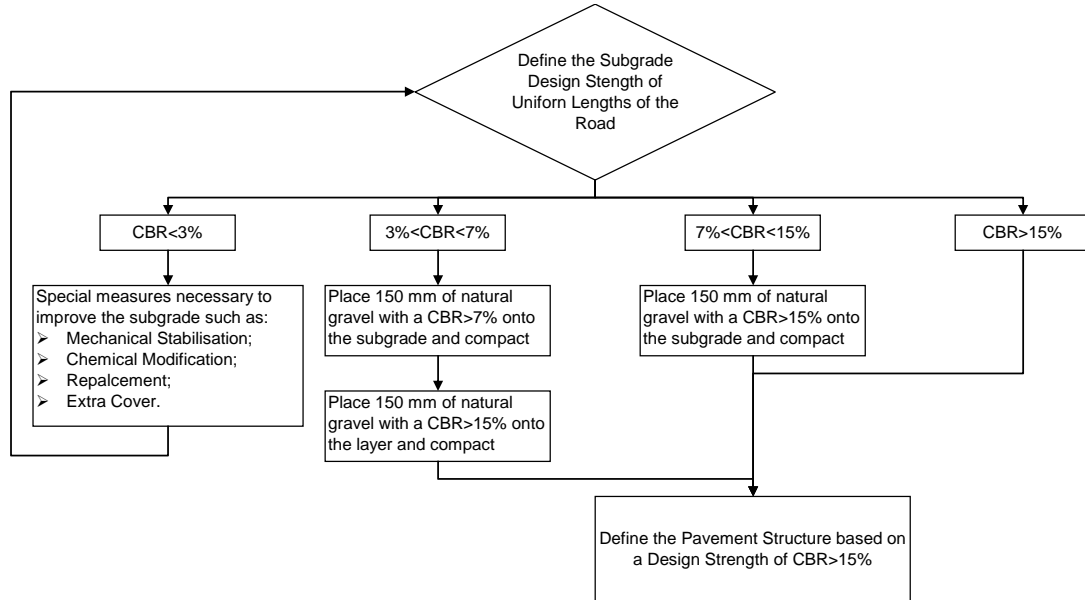 Define the Subgrade
Design Stength of
Uniforn Lengths of the
Road
CBR<3%
3%<CBR<7%
7%<CBR<15%
CBR>15%
Special measures necessary to
improve the subgrade such as:
➢ Mechanical Stabilisation;
➢ Chemical Modification;
➢ Repalcement;
➢ Extra Cover.
Place 150 mm of natural
gravel with a CBR>7% onto
the subgrade and compact
Place 150 mm of natural
gravel with a CBR>15% onto
the subgrade and compact
Place 150 mm of natural
gravel with a CBR>15% onto
the layer and compact
Define the Pavement Structure based on
a Design Strength of CBR>15%